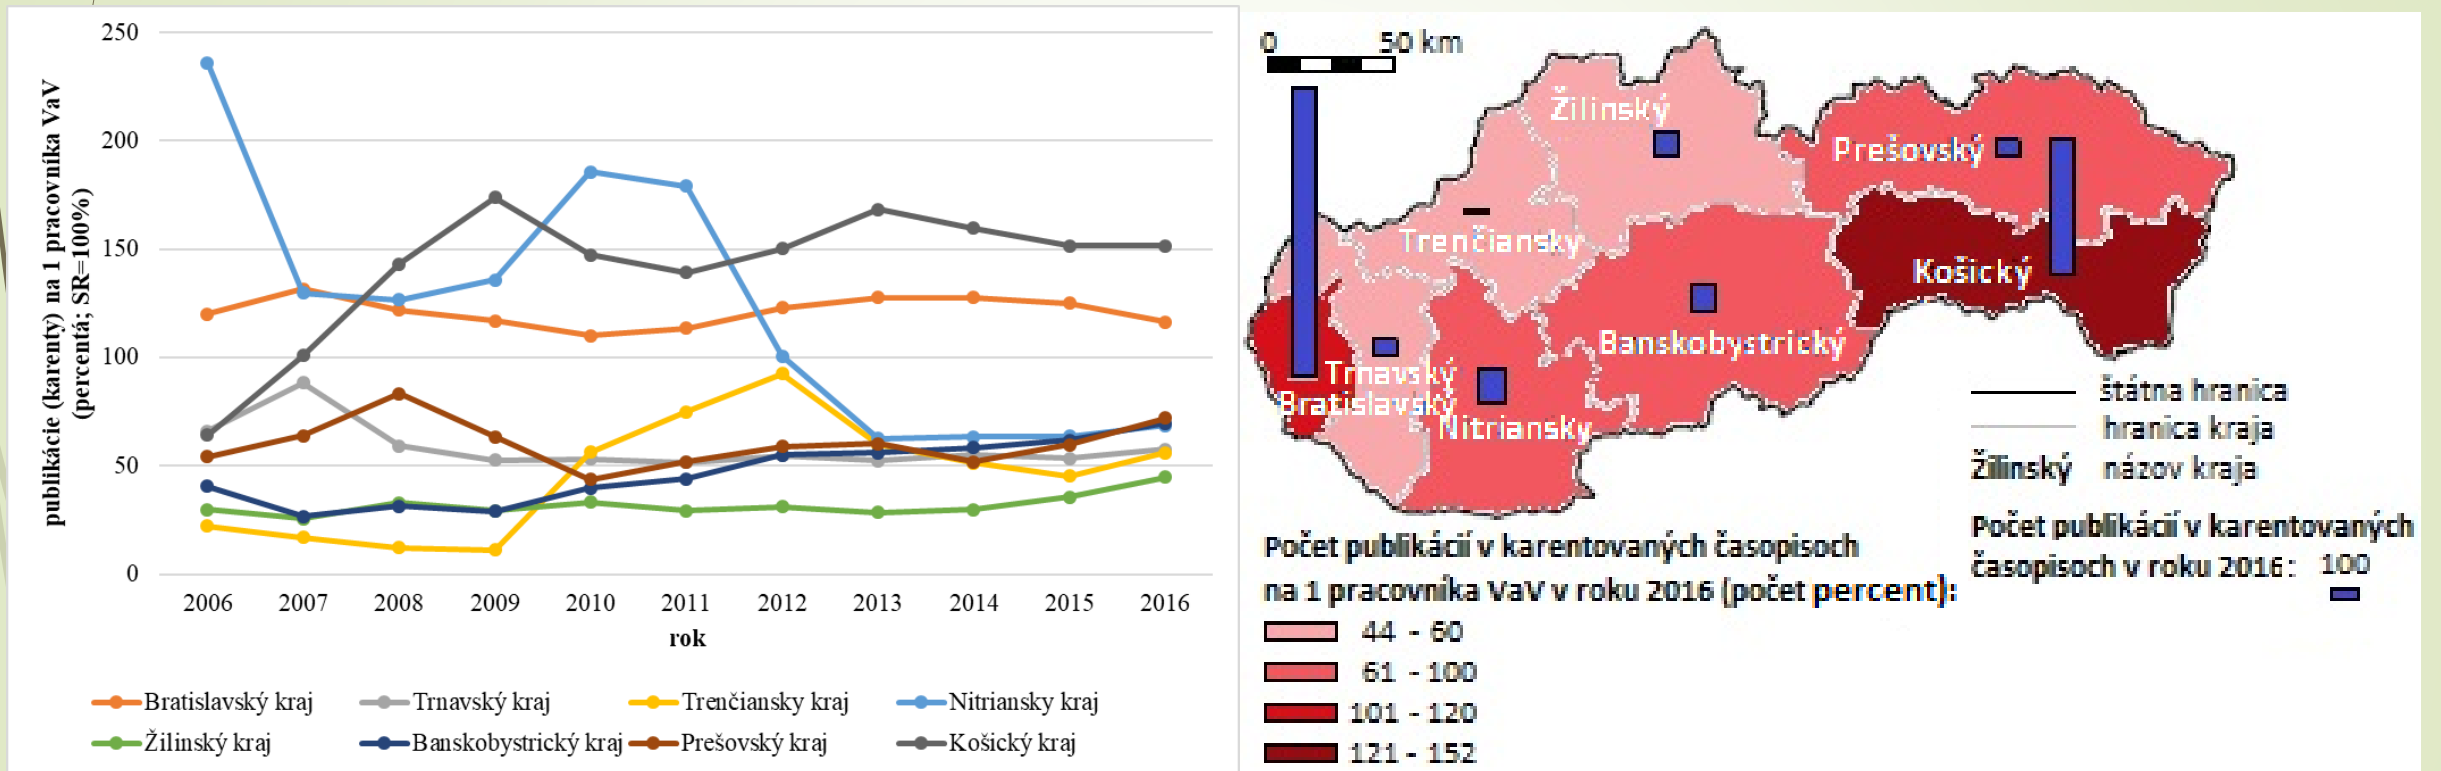 250
200
150
100
50
0
publikácie (karenty) na 1 pracovníka VaV
(percentá; SR=100%)
2006 2007 2008 2009 2010 2011 2012 2013 2014 2015 2016
rok
Bratislavský kraj Trnavský kraj Trenčiansky kraj Nitriansky kraj
Žilinský kraj Banskobystrický kraj Prešovský kraj Košický kraj
0 50 km
Žilinský
Prešovský
Trenčiansky
Košický
Banskobystrický
Trnavský
Bratislavský
Nitriansky
štátna hranica
hranica kraja
Žilinský názov kraja
Počet publikácií v karentovaných
časopisoch v roku 2016: 100
Počet publikácií v karentovaných časopisoch
na 1 pracovníka VaV v roku 2016 (počet percent):
44 - 60
61 - 100
101 - 120
121 - 152